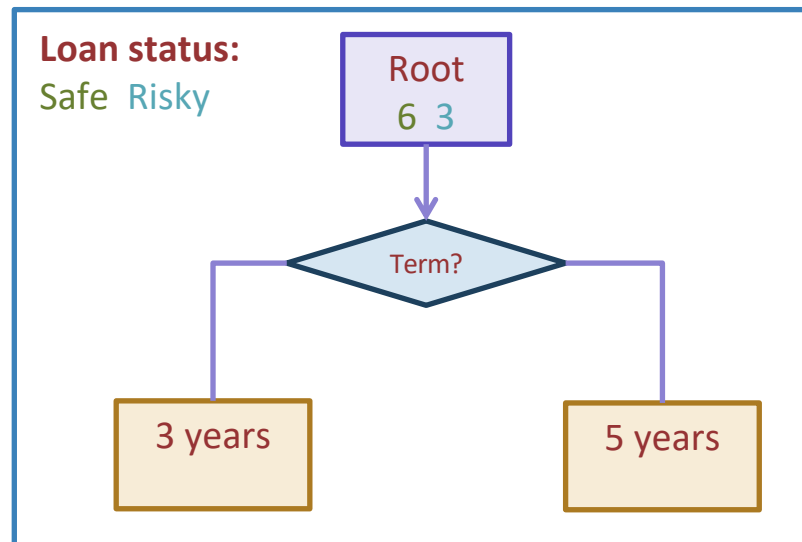 Loan status:
Safe Risky
Root
6 3
Term?
3 years
5 years